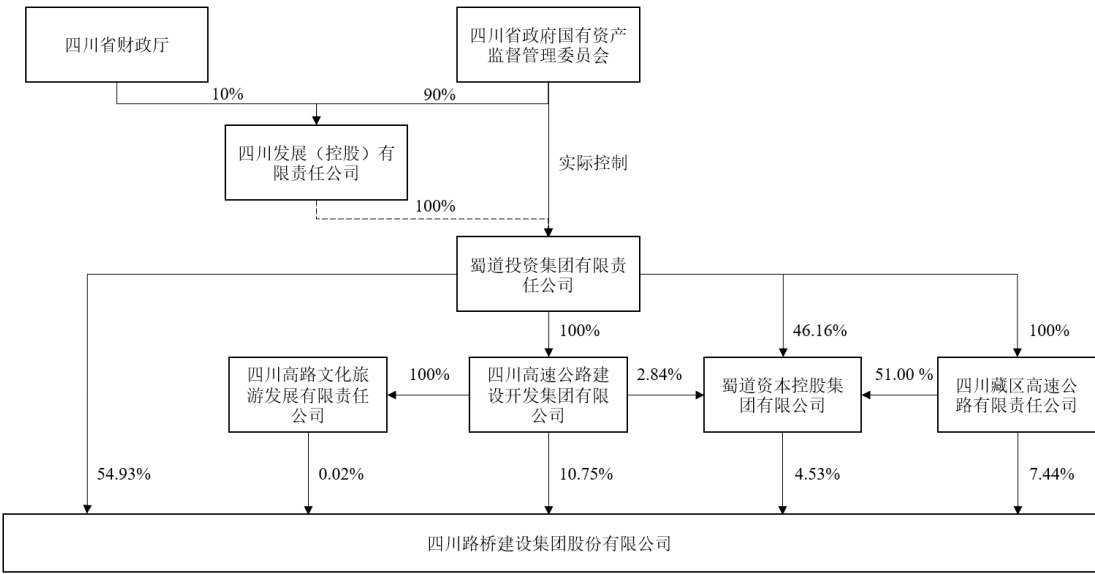 四川省财政厅
四川省政府国有资产
监督管理委员会
10%
90%
四川发展（控股）有
限责任公司
实际控制
100%
蜀道投资集团有限责
任公司
100%
46.16%
100%
四川高路文化旅
游发展有限责任
公司
100%
四川高速公路建
设开发集团有限
公司
2.84%
蜀道资本控股集
团有限公司
51.00 %
四川藏区高速公
路有限责任公司
54.93%
0.02%
10.75%
4.53%
7.44%
四川路桥建设集团股份有限公司